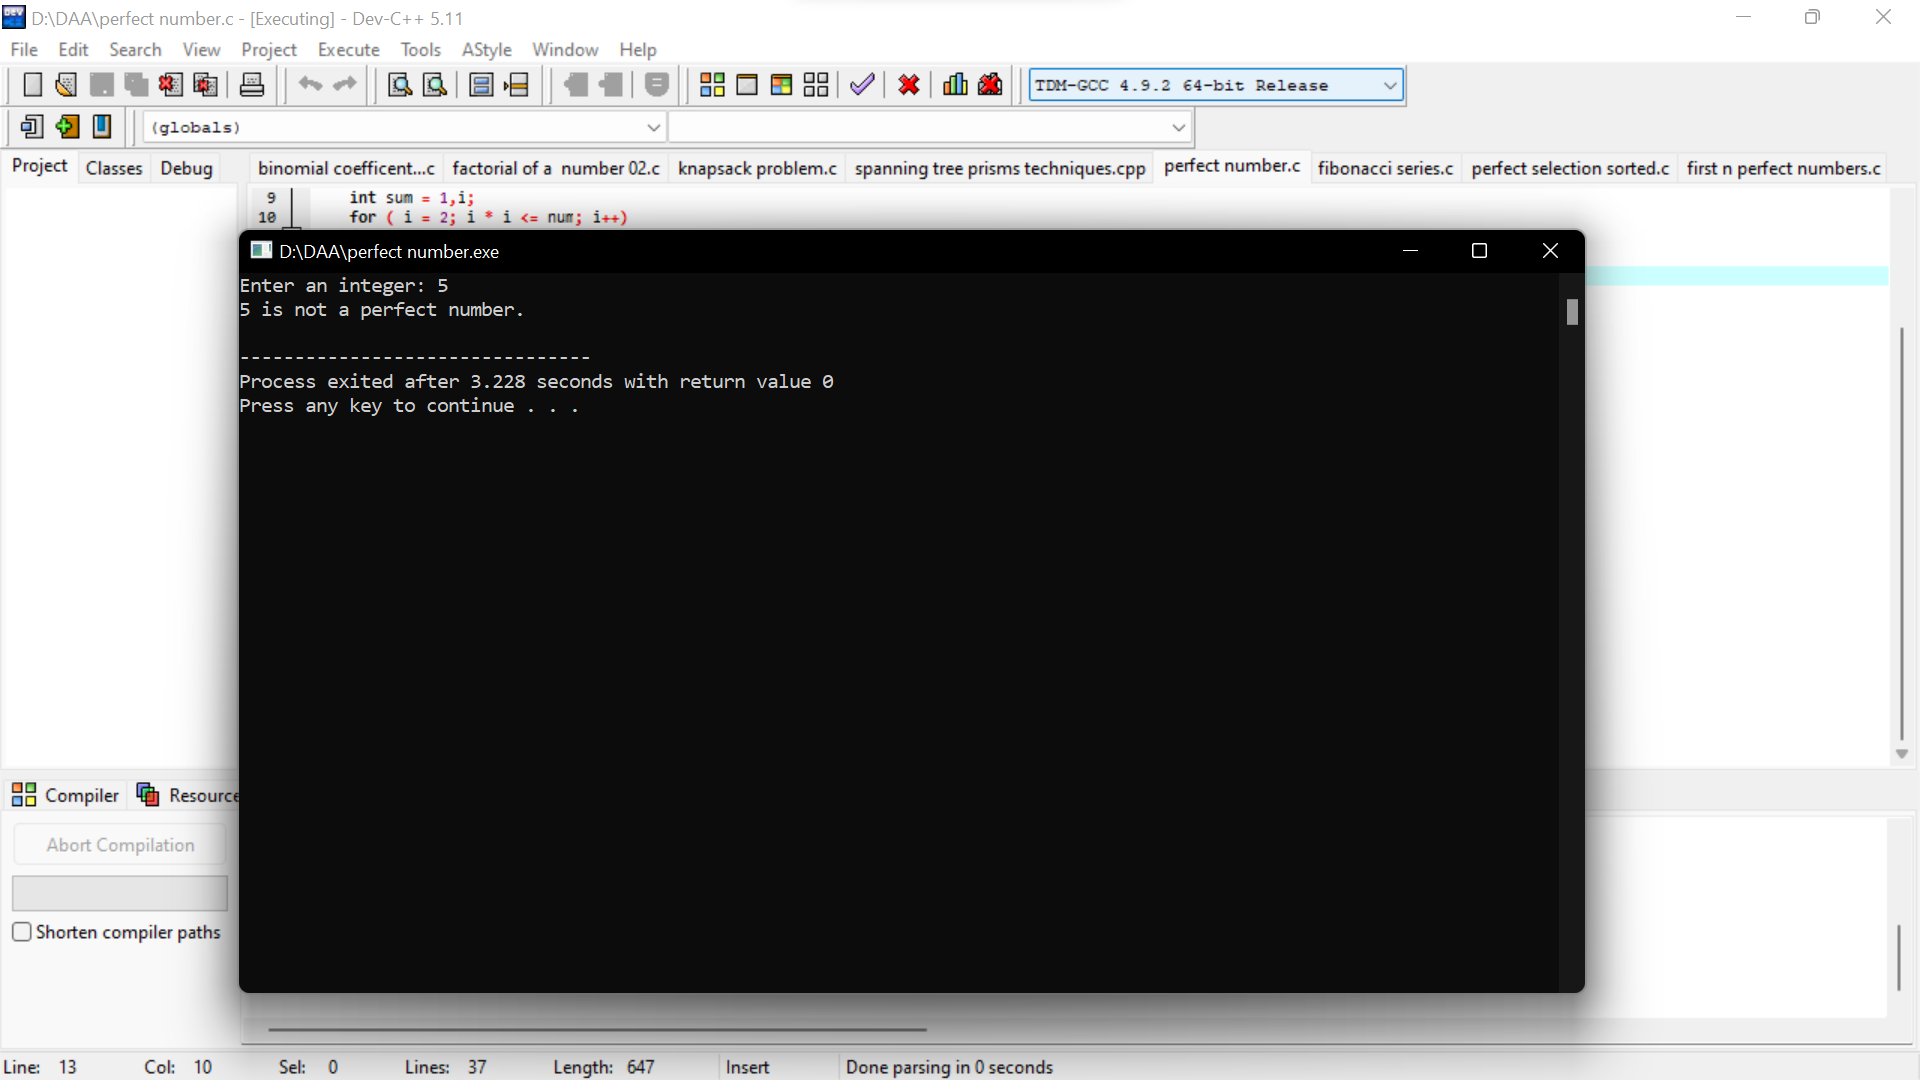 D:\DAA\perfect number.c - [Executing] - Dev-C++ 5.11
File Edit Search View Project Execute Tools AStyle Window Help
TDM-GCC 4.9.2 64-bit Release
(globals)
Project Classes Debug
binomial coefficent...c factorial of a number 02.c knapsack problem.c spanning tree prisms techniques.cpp perfect number.c fibonacci series.c perfect selection sorted.c first n perfect numbers.c
9 int sum = 1,i;
10 for ( i = 2; i * i <= num; i++)
D:\DAA\perfect number.exe
Enter an integer: 5
5 is not a perfect number.
--------------------------------
Process exited after 3.228 seconds with return value 0
Press any key to continue . . .
Compiler Resource
Abort Compilation
Shorten compiler paths
Line: 13 Col: 10 Sel: 0 Lines: 37 Length: 647 Insert Done parsing in 0 seconds